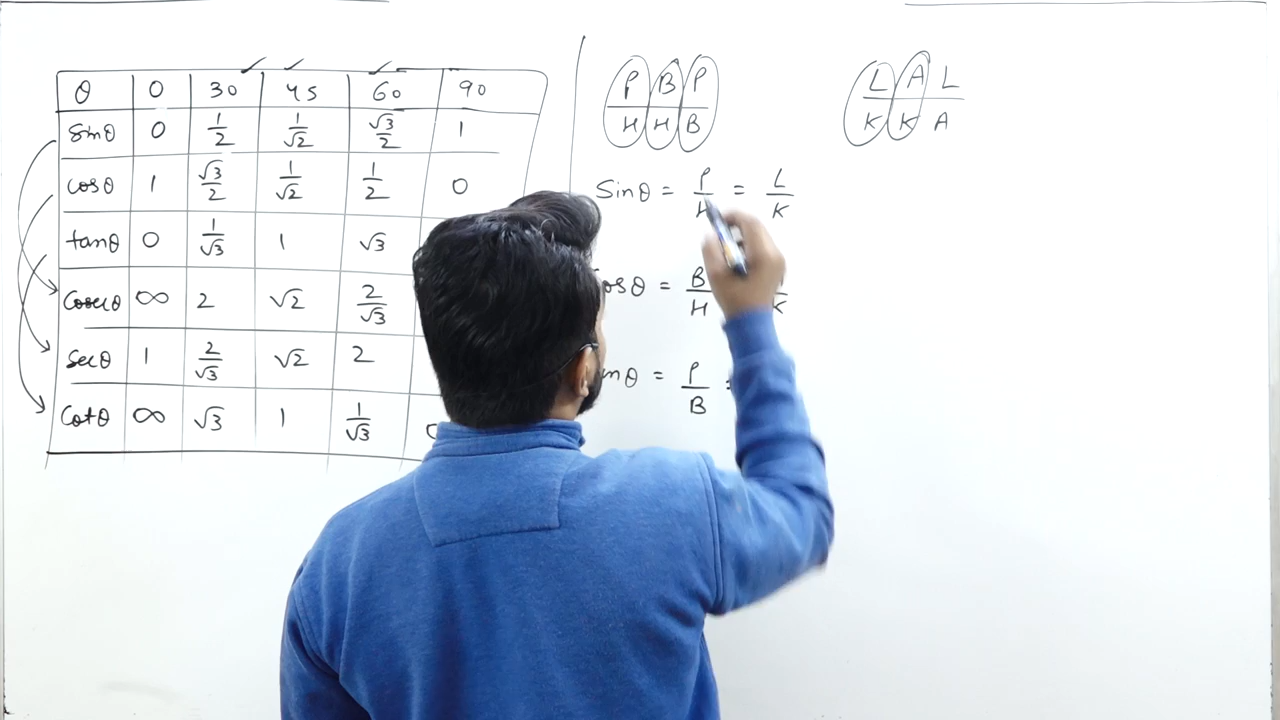 θ 0 30 45 60 90
sinθ 0 1/2 1/√2 √3/2 1
cosθ 1 √3/2 1/√2 1/2 0
tanθ 0 1/√3 1 √3
cosecθ ∞ 2 √2 2/√3
secθ 1 2/√3 √2 2
cotθ ∞ √3 1 1/√3
P B P
H H B
L A L
K K A
Sinθ = P/H = L/K
osθ = B/H K
nθ = P/B =